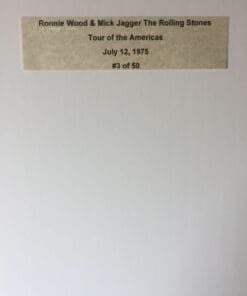 Ronnie Wood & Mick Jagger The Rolling Stones
Tour of the Americas
July 12, 1975
#3 of 50